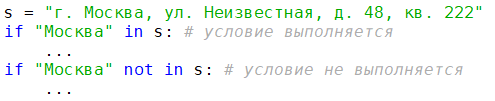 s = "г. Москва, ул. Неизвестная, д. 48, кв. 222"
if "Москва" in s: # условие выполняется
    ...
if "Москва" not in s: # условие не выполняется
    ...